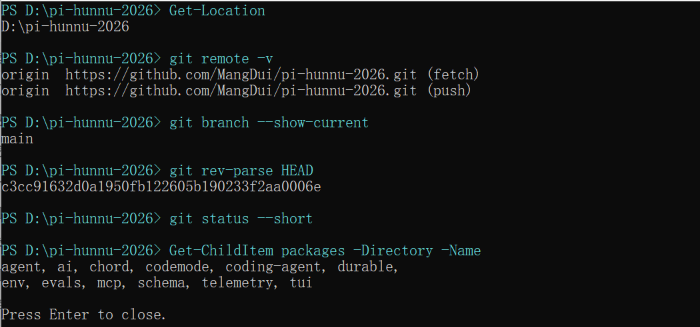 PS D:\pi-hunnu-2026> Get-Location
D:\pi-hunnu-2026
PS D:\pi-hunnu-2026> git remote -v
origin  https://github.com/MangDui/pi-hunnu-2026.git (fetch)
origin  https://github.com/MangDui/pi-hunnu-2026.git (push)
PS D:\pi-hunnu-2026> git branch --show-current
main
PS D:\pi-hunnu-2026> git rev-parse HEAD
c3cc91632d0a1950fb122605b190233f2aa0006e
PS D:\pi-hunnu-2026> git status --short
PS D:\pi-hunnu-2026> Get-ChildItem packages -Directory -Name
agent, ai, chord, codemode, coding-agent, durable,
env, evals, mcp, schema, telemetry, tui
Press Enter to close.